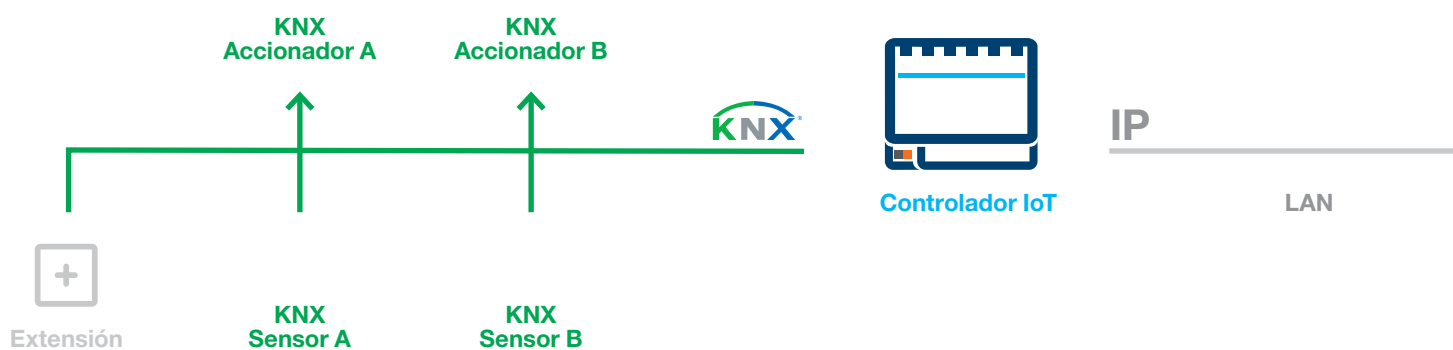 KNX
Accionador A
KNX
Accionador B
KNX
IP
Controlador IoT
LAN
Extensión
KNX
Sensor A
KNX
Sensor B